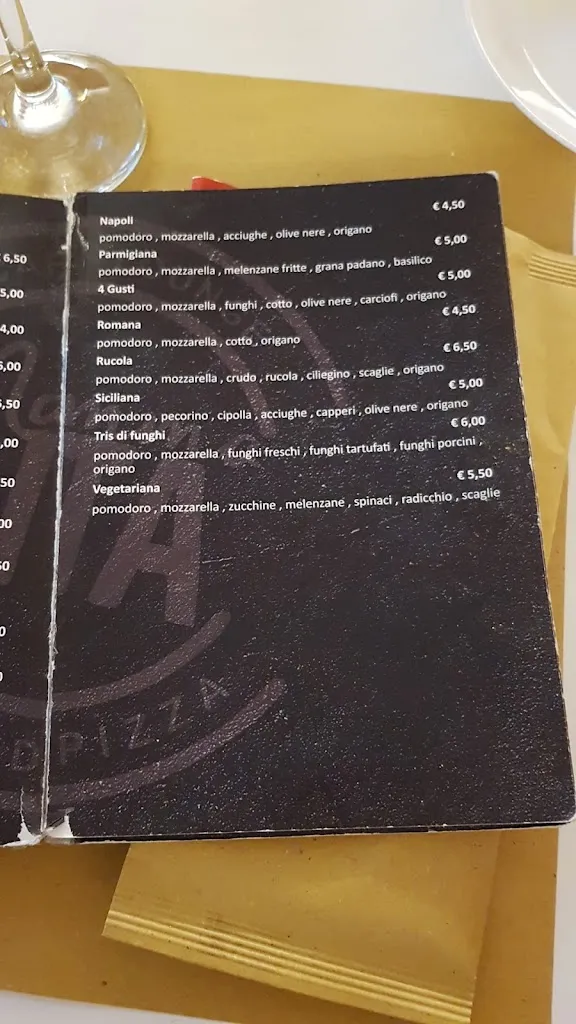 6,50
5,00
4,00
,00
,50
,00
50
00
50
0
Napoli € 4,50
pomodoro , mozzarella , acciughe , olive nere , origano
Parmigiana € 5,00
pomodoro , mozzarella , melenzane fritte , grana padano , basilico
4 Gusti € 5,00
pomodoro , mozzarella , funghi , cotto , olive nere , carciofi , origano
Romana € 4,50
pomodoro , mozzarella , cotto , origano
Rucola € 6,50
pomodoro , mozzarella , crudo , rucola , ciliegino , scaglie , origano
Siciliana € 5,00
pomodoro , pecorino , cipolla , acciughe , capperi , olive nere , origano
Tris di funghi € 6,00
pomodoro , mozzarella , funghi freschi , funghi tartufati , funghi porcini ,
origano
Vegetariana € 5,50
pomodoro , mozzarella , zucchine , melenzane , spinaci , radicchio , scaglie
PIZZA